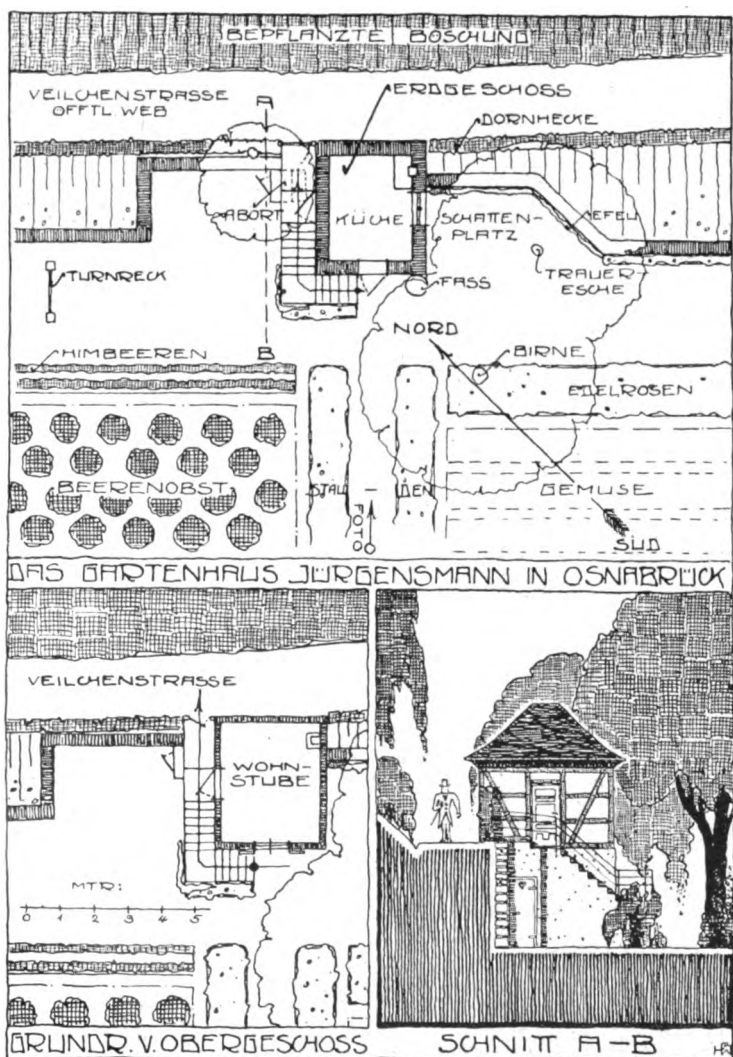 BEPFLANZTE BÖSCHUNG
VEILCHENSTRASSE
ÖFFTL. WEG
A
ERDGESCHOSS
DORNHECKE
ABORT
KÜCHE
SCHATTEN-
PLATZ
EFEU
TURNRECK
FASS
TRAUER-
ESCHE
NORD
HIMBEEREN
B
BIRNE
EDELROSEN
BEERENOBST
STAU-DEN
GEMÜSE
FOTO
SÜD
DAS GARTENHAUS JÜRGENSMANN IN OSNABRÜCK
VEILCHENSTRASSE
WOHN-
STUBE
MTR:
0 1 2 3 4 5
GRUNDR. V. OBERGESCHOSS
SCHNITT A-B